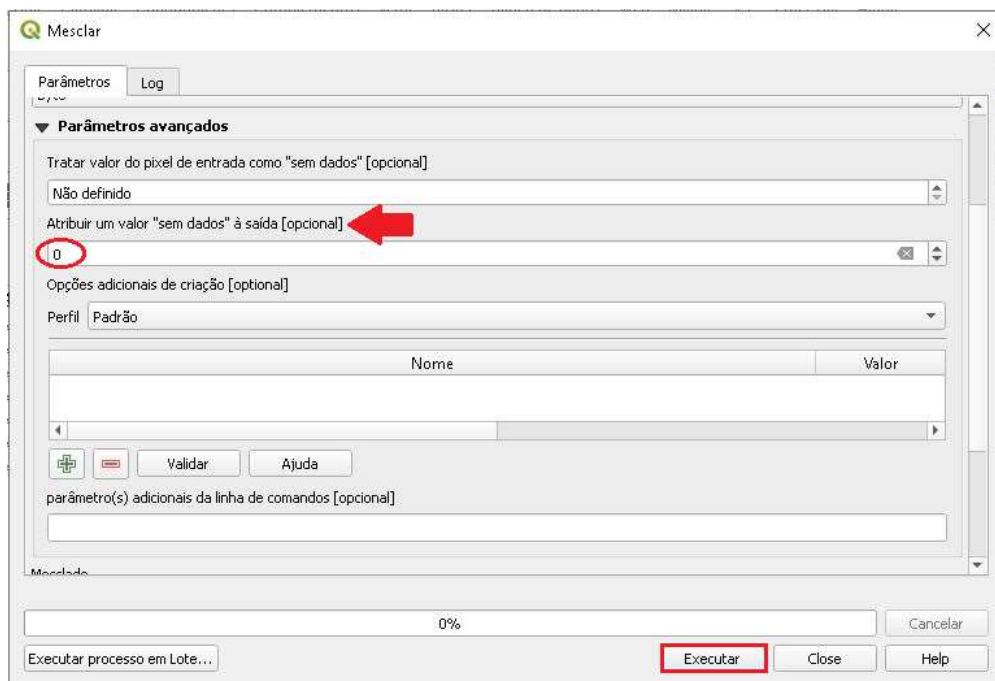 Mesclar
Parâmetros Log
Byte
Parâmetros avançados
Tratar valor do pixel de entrada como "sem dados" [opcional]
Não definido
Atribuir um valor "sem dados" à saída [opcional]
0
Opções adicionais de criação [optional]
Perfil Padrão
Nome Valor
Validar Ajuda
parâmetro(s) adicionais da linha de comandos [opcional]
Mesclado
0% Cancelar
Executar processo em Lote... Executar Close Help